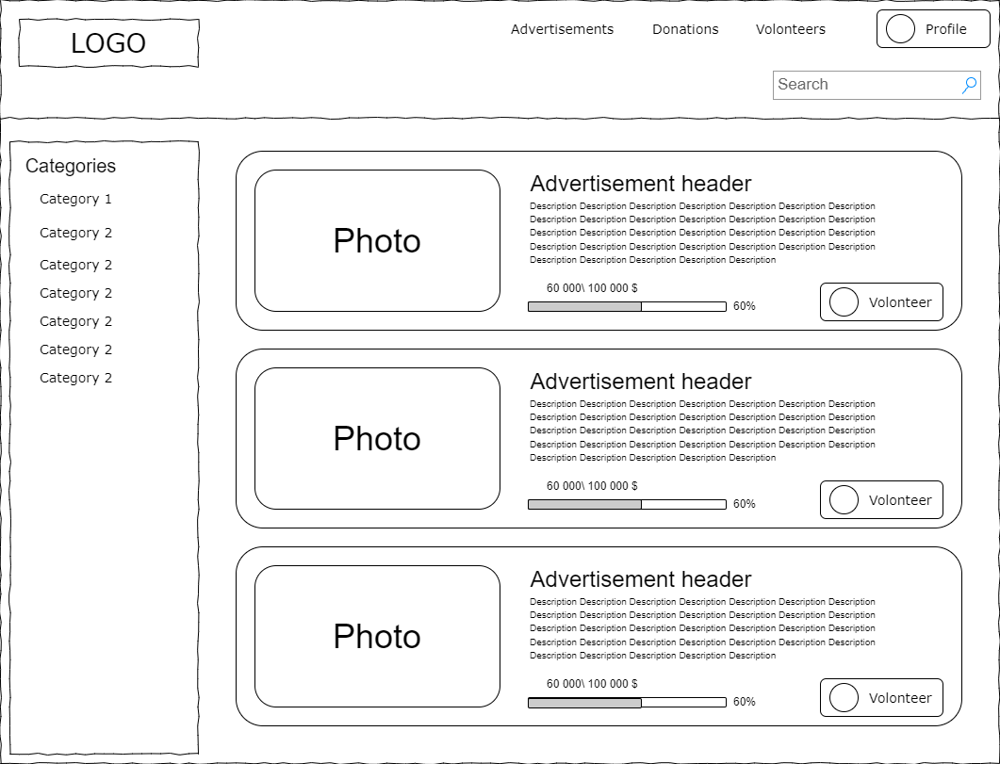 LOGO
Advertisements Donations Volonteers Profile
Search
Categories
Category 1
Category 2
Category 2
Category 2
Category 2
Category 2
Category 2
Photo
Advertisement header
Description Description Description Description Description Description Description
Description Description Description Description Description Description Description
Description Description Description Description Description Description Description
Description Description Description Description Description Description Description
Description Description Description Description Description
60 000\ 100 000 $
60%
Volonteer
Photo
Advertisement header
Description Description Description Description Description Description Description
Description Description Description Description Description Description Description
Description Description Description Description Description Description Description
Description Description Description Description Description Description Description
Description Description Description Description Description
60 000\ 100 000 $
60%
Volonteer
Photo
Advertisement header
Description Description Description Description Description Description Description
Description Description Description Description Description Description Description
Description Description Description Description Description Description Description
Description Description Description Description Description Description Description
Description Description Description Description Description
60 000\ 100 000 $
60%
Volonteer